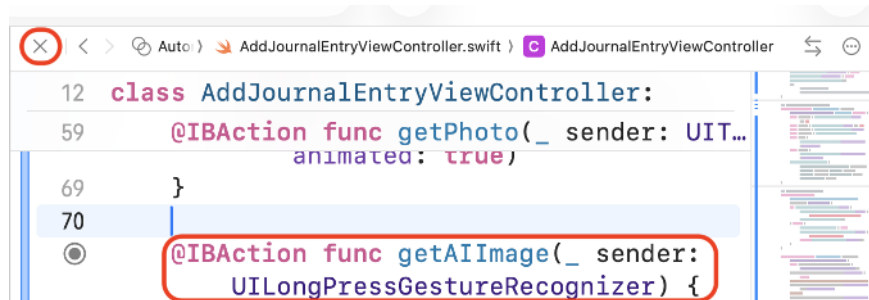 Auto ⟩ AddJournalEntryViewController.swift ⟩ C AddJournalEntryViewController
12 class AddJournalEntryViewController:
59 @IBAction func getPhoto(_ sender: UIT…
animated: true)
69 }
70
@IBAction func getAIImage(_ sender:
UILongPressGestureRecognizer) {